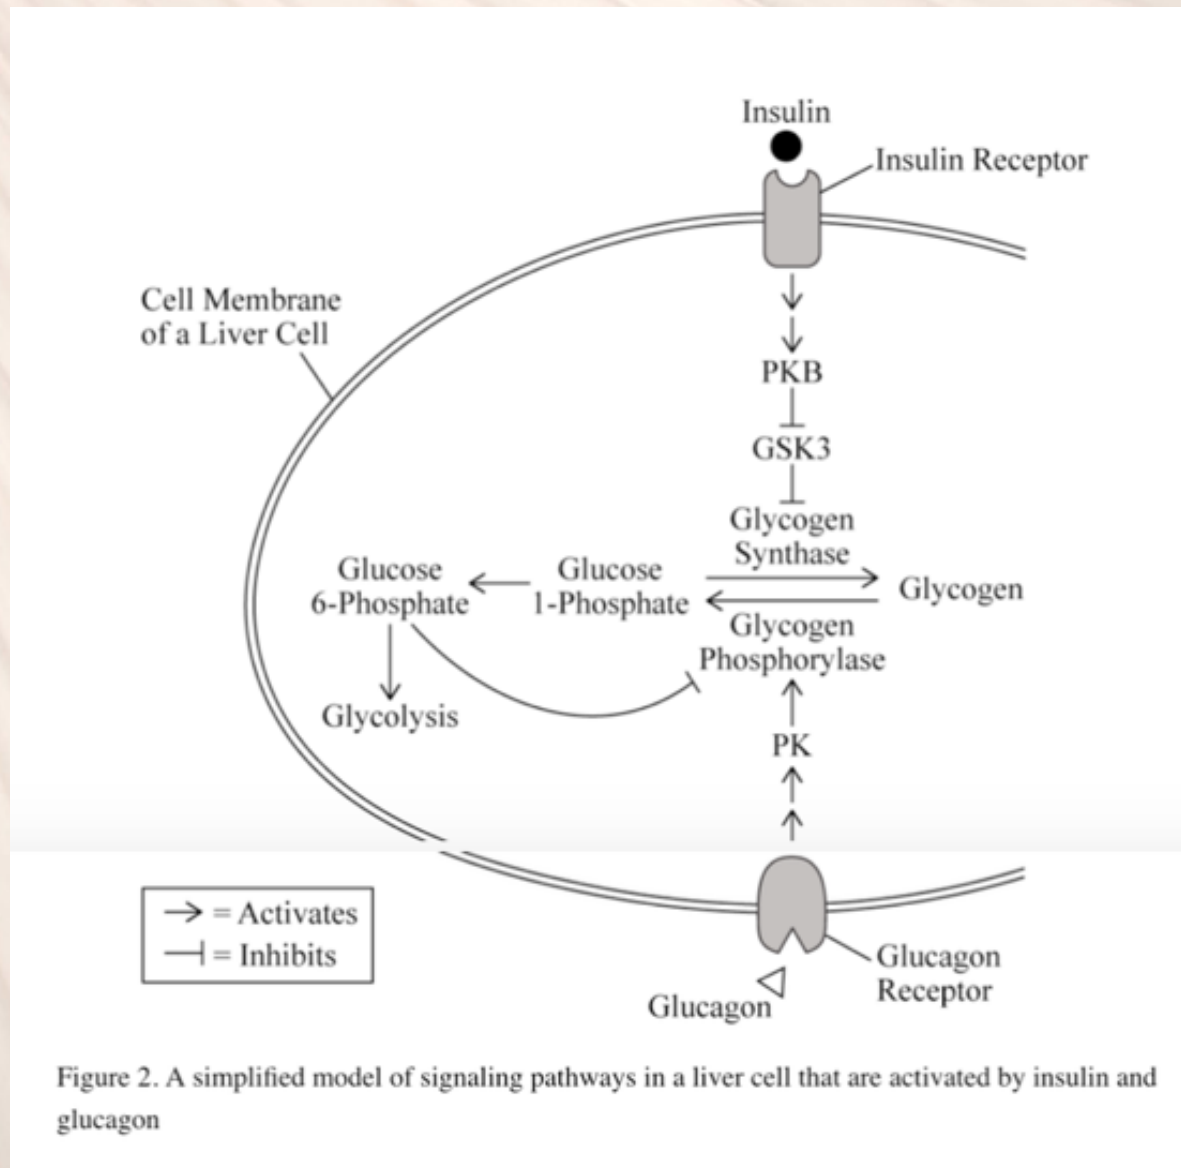 Insulin
Insulin Receptor
Cell Membrane
of a Liver Cell
PKB
GSK3
Glycogen
Synthase
Glucose
6-Phosphate
Glucose
1-Phosphate
Glycogen
Glycogen
Phosphorylase
Glycolysis
PK
→ = Activates
⊣ = Inhibits
Glucagon
Receptor
Glucagon
Figure 2. A simplified model of signaling pathways in a liver cell that are activated by insulin and
glucagon